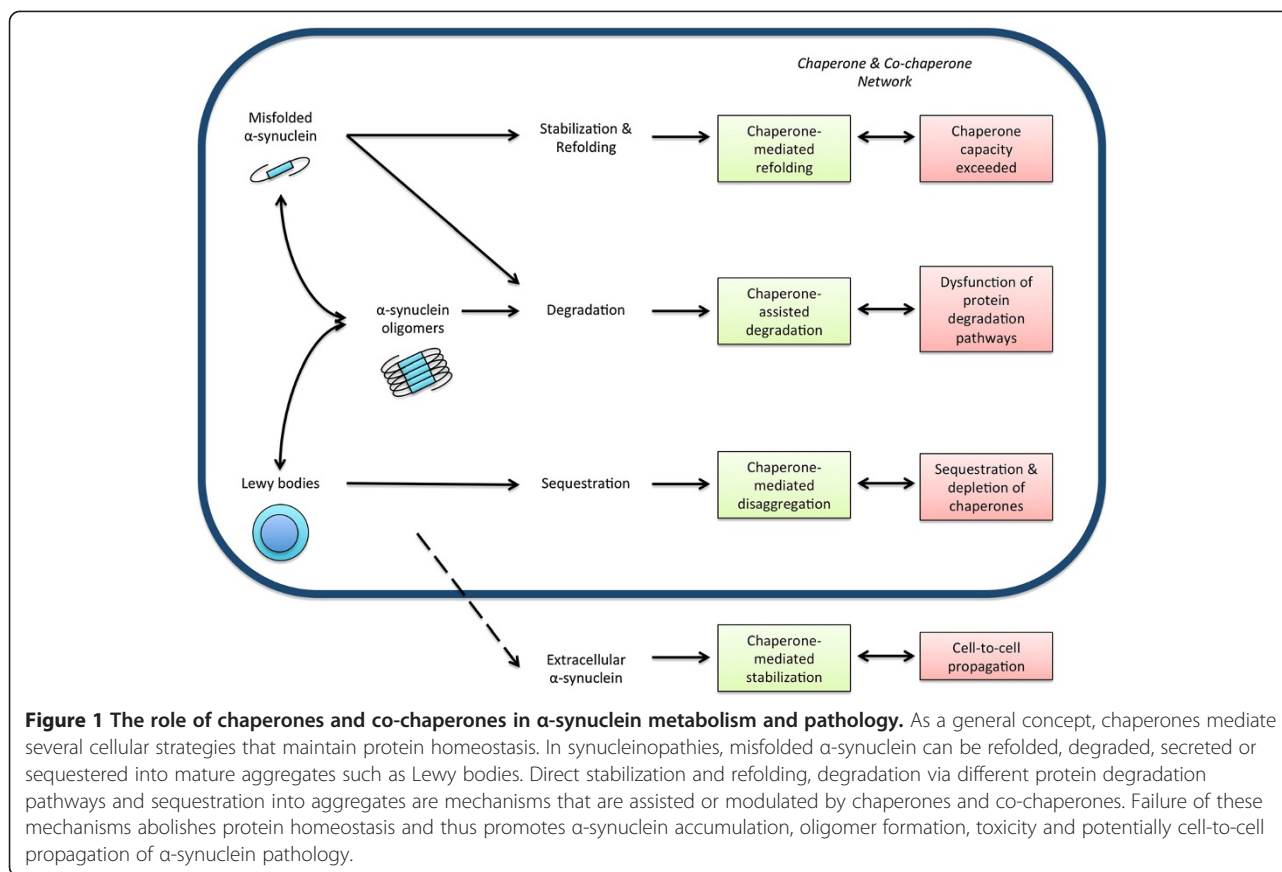 Chaperone & Co-chaperone
Network
Misfolded
α-synuclein
Stabilization &
Refolding
Chaperone-
mediated
refolding
Chaperone
capacity
exceeded
α-synuclein
oligomers
Degradation
Chaperone-
assisted
degradation
Dysfunction of
protein
degradation
pathways
Lewy bodies
Sequestration
Chaperone-
mediated
disaggregation
Sequestration &
depletion of
chaperones
Extracellular
α-synuclein
Chaperone-
mediated
stabilization
Cell-to-cell
propagation
Figure 1 The role of chaperones and co-chaperones in α-synuclein metabolism and pathology. As a general concept, chaperones mediate
several cellular strategies that maintain protein homeostasis. In synucleinopathies, misfolded α-synuclein can be refolded, degraded, secreted or
sequestered into mature aggregates such as Lewy bodies. Direct stabilization and refolding, degradation via different protein degradation
pathways and sequestration into aggregates are mechanisms that are assisted or modulated by chaperones and co-chaperones. Failure of these
mechanisms abolishes protein homeostasis and thus promotes α-synuclein accumulation, oligomer formation, toxicity and potentially cell-to-cell
propagation of α-synuclein pathology.